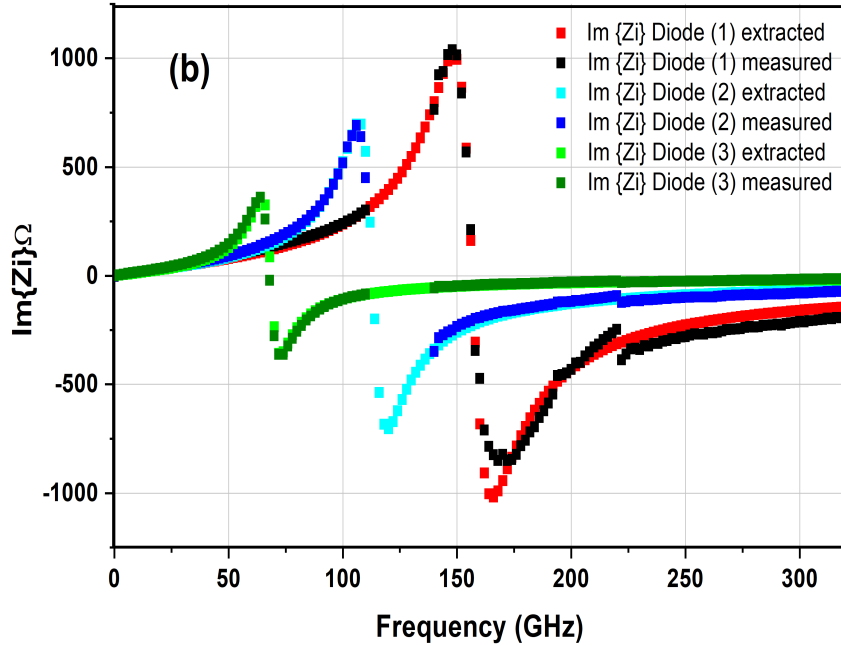 (b)
Im {Zi} Diode (1) extracted
Im {Zi} Diode (1) measured
Im {Zi} Diode (2) extracted
Im {Zi} Diode (2) measured
Im {Zi} Diode (3) extracted
Im {Zi} Diode (3) measured
Im{Zi}Ω
1000
500
0
-500
-1000
0 50 100 150 200 250 300
Frequency (GHz)